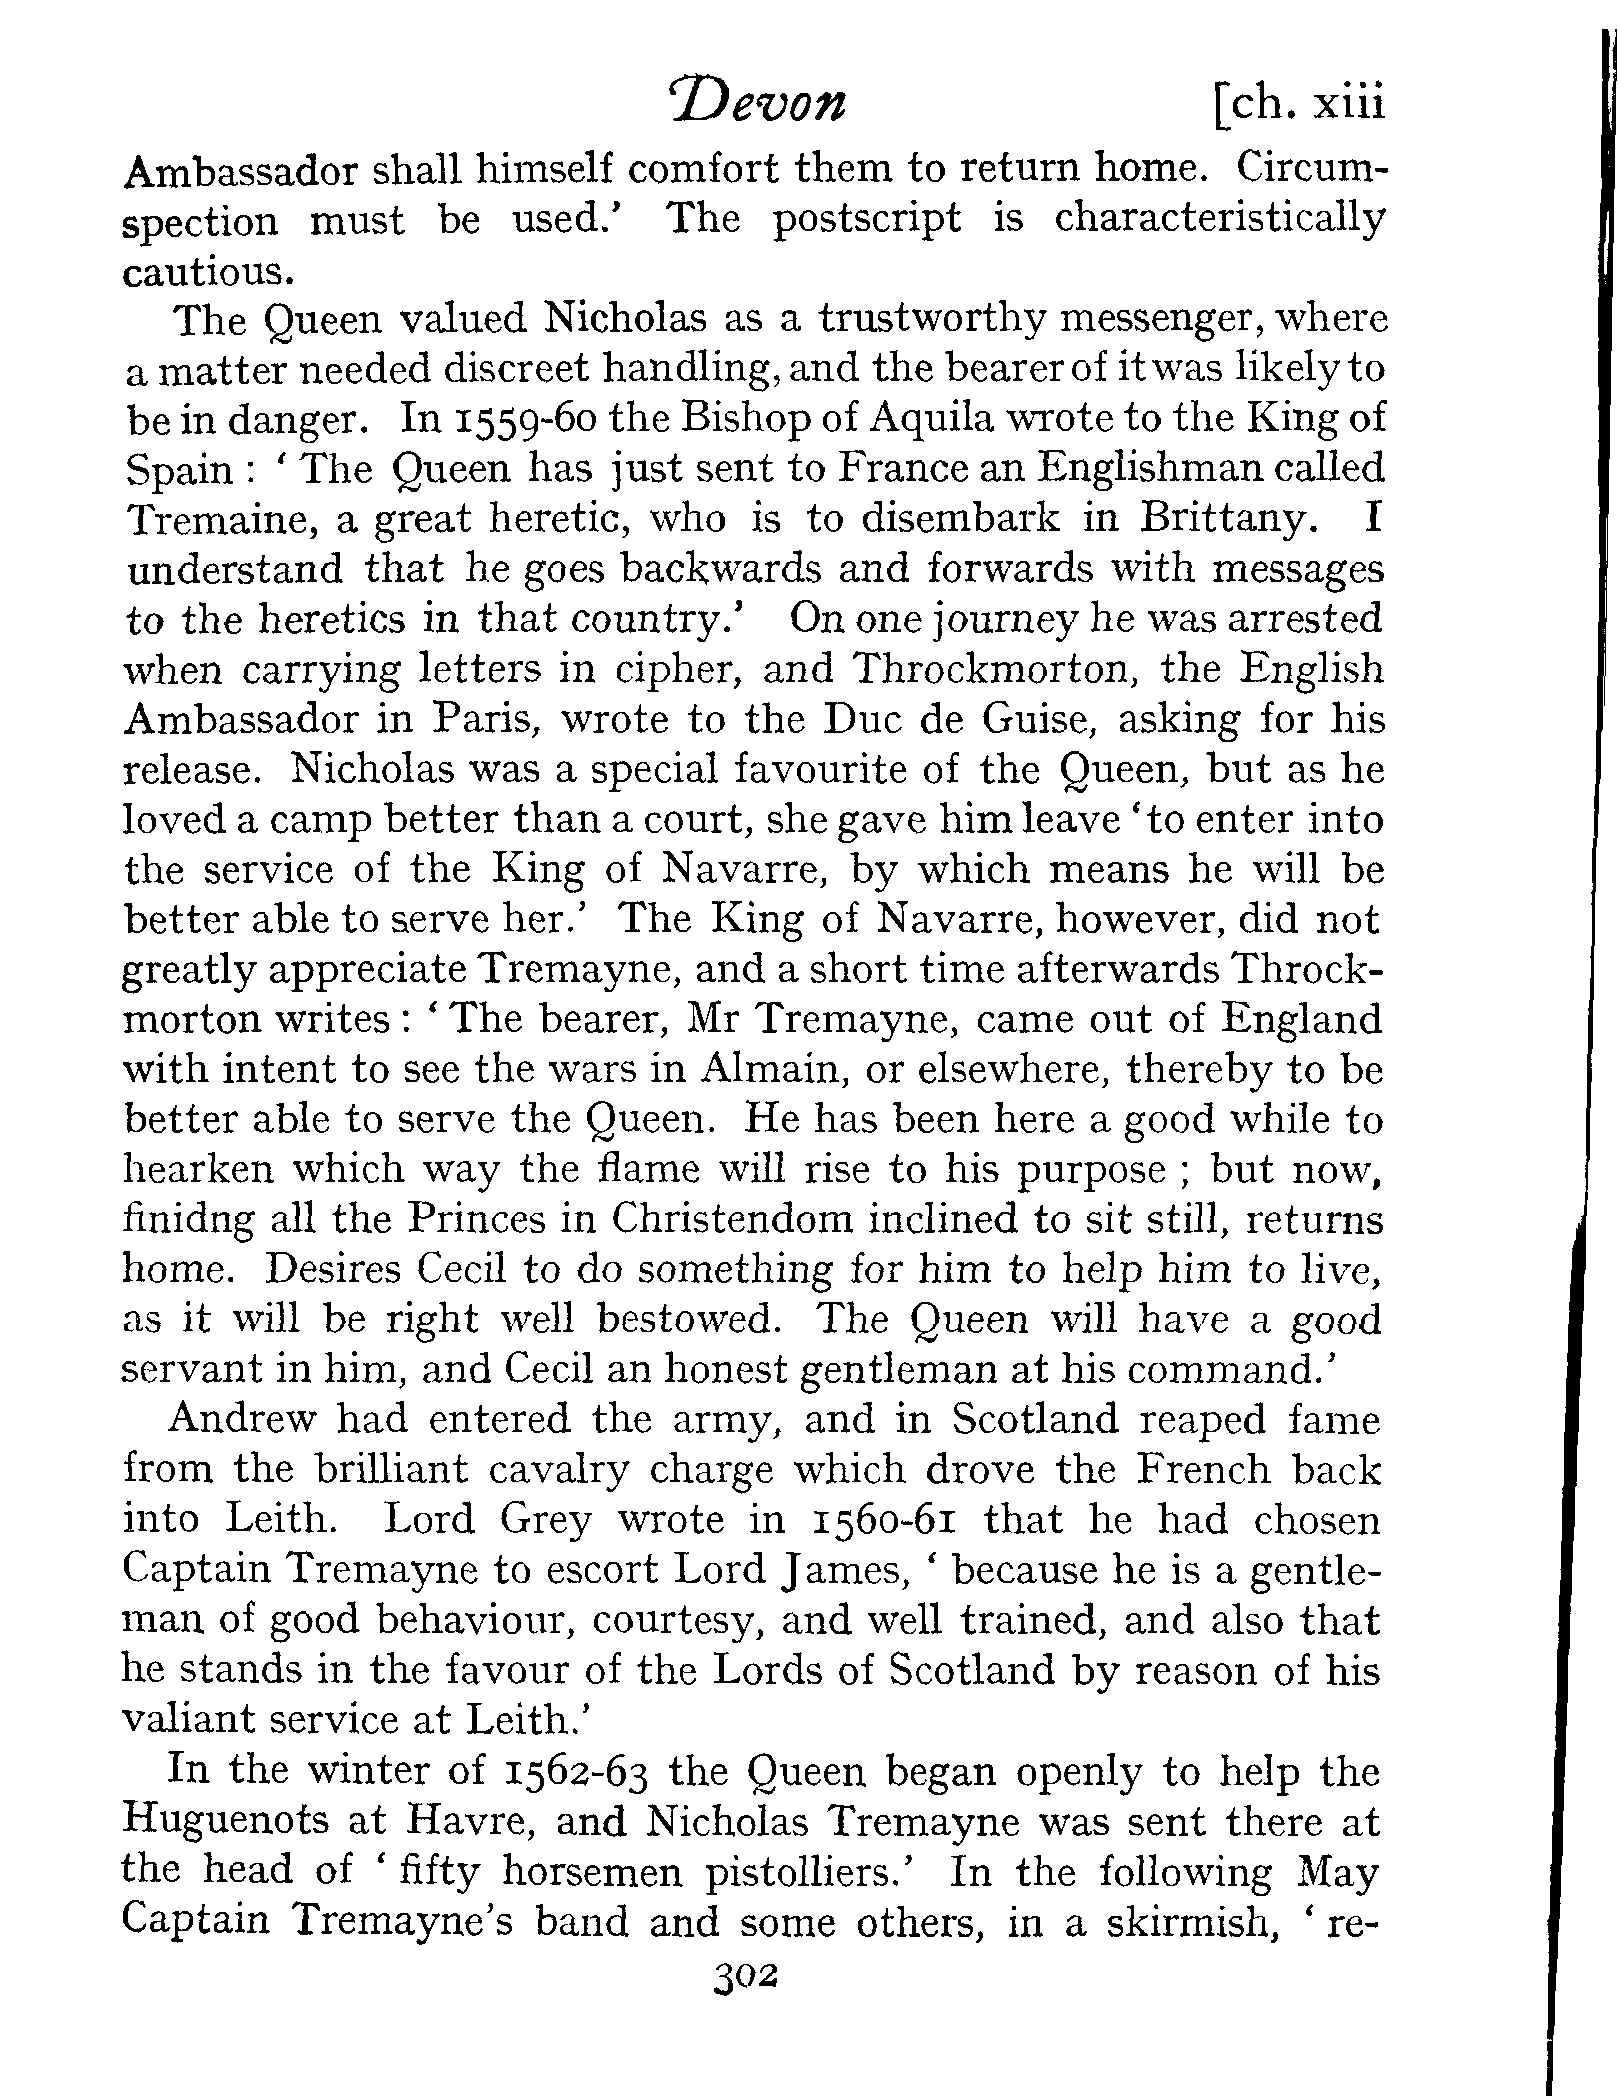 Devon [ch. xiii
Ambassador shall himself comfort them to return home. Circum-
spection must be used.’ The postscript is characteristically
cautious.
The Queen valued Nicholas as a trustworthy messenger, where
a matter needed discreet handling, and the bearer of it was likely to
be in danger. In 1559-60 the Bishop of Aquila wrote to the King of
Spain : ‘ The Queen has just sent to France an Englishman called
Tremaine, a great heretic, who is to disembark in Brittany. I
understand that he goes backwards and forwards with messages
to the heretics in that country.’ On one journey he was arrested
when carrying letters in cipher, and Throckmorton, the English
Ambassador in Paris, wrote to the Duc de Guise, asking for his
release. Nicholas was a special favourite of the Queen, but as he
loved a camp better than a court, she gave him leave ‘to enter into
the service of the King of Navarre, by which means he will be
better able to serve her.’ The King of Navarre, however, did not
greatly appreciate Tremayne, and a short time afterwards Throck-
morton writes : ‘ The bearer, Mr Tremayne, came out of England
with intent to see the wars in Almain, or elsewhere, thereby to be
better able to serve the Queen. He has been here a good while to
hearken which way the flame will rise to his purpose ; but now,
finidng all the Princes in Christendom inclined to sit still, returns
home. Desires Cecil to do something for him to help him to live,
as it will be right well bestowed. The Queen will have a good
servant in him, and Cecil an honest gentleman at his command.’
Andrew had entered the army, and in Scotland reaped fame
from the brilliant cavalry charge which drove the French back
into Leith. Lord Grey wrote in 1560-61 that he had chosen
Captain Tremayne to escort Lord James, ‘ because he is a gentle-
man of good behaviour, courtesy, and well trained, and also that
he stands in the favour of the Lords of Scotland by reason of his
valiant service at Leith.’
In the winter of 1562-63 the Queen began openly to help the
Huguenots at Havre, and Nicholas Tremayne was sent there at
the head of ‘ fifty horsemen pistolliers.’ In the following May
Captain Tremayne’s band and some others, in a skirmish, ‘ re-
302